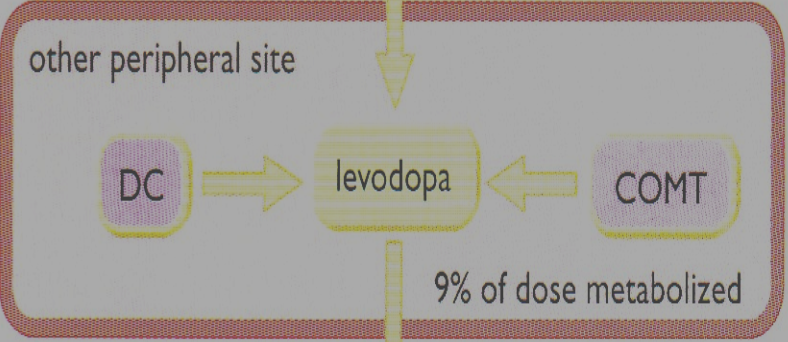 other peripheral site
DC
levodopa
COMT
9% of dose metabolized